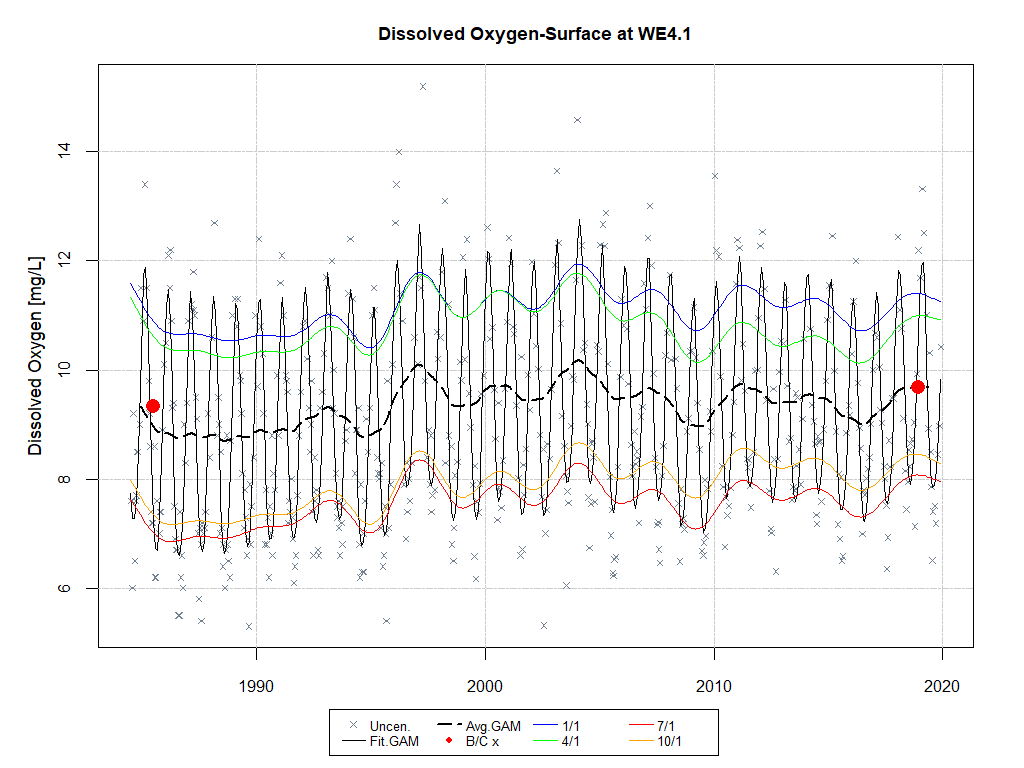 Dissolved Oxygen-Surface at WE4.1
Dissolved Oxygen [mg/L]
14
12
10
8
6
1990 2000 2010 2020
Uncen. Avg.GAM 1/1 7/1
Fit.GAM B/C x 4/1 10/1